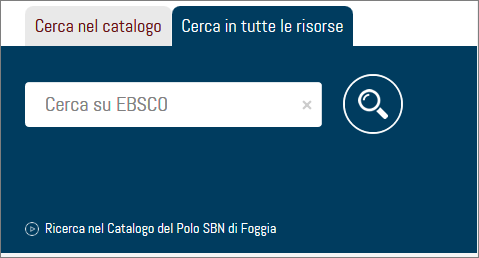 Cerca nel catalogo
Cerca in tutte le risorse
Cerca su EBSCO
Ricerca nel Catalogo del Polo SBN di Foggia